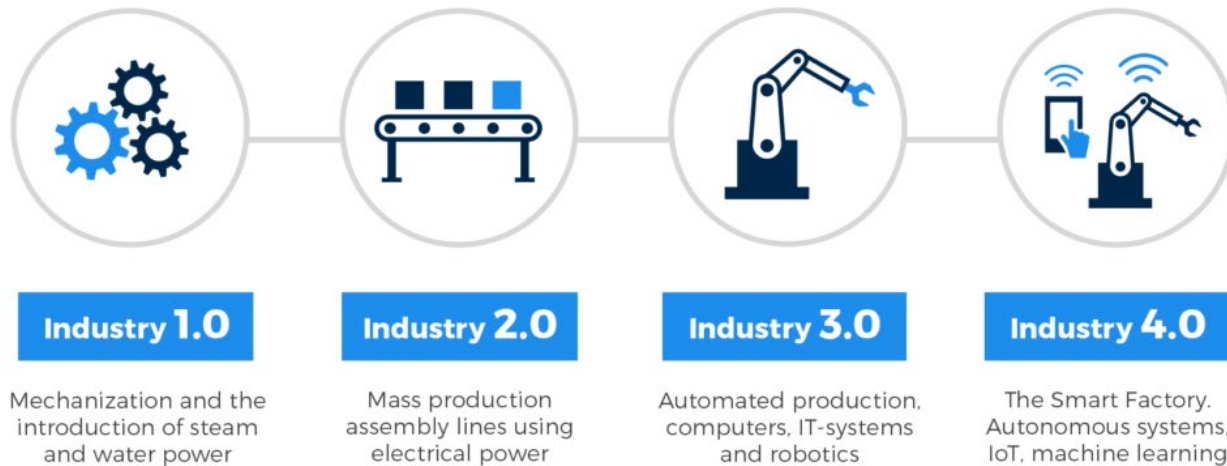 Industry 1.0
Mechanization and the
introduction of steam
and water power
Industry 2.0
Mass production
assembly lines using
electrical power
Industry 3.0
Automated production,
computers, IT-systems
and robotics
Industry 4.0
The Smart Factory.
Autonomous systems,
IoT, machine learning